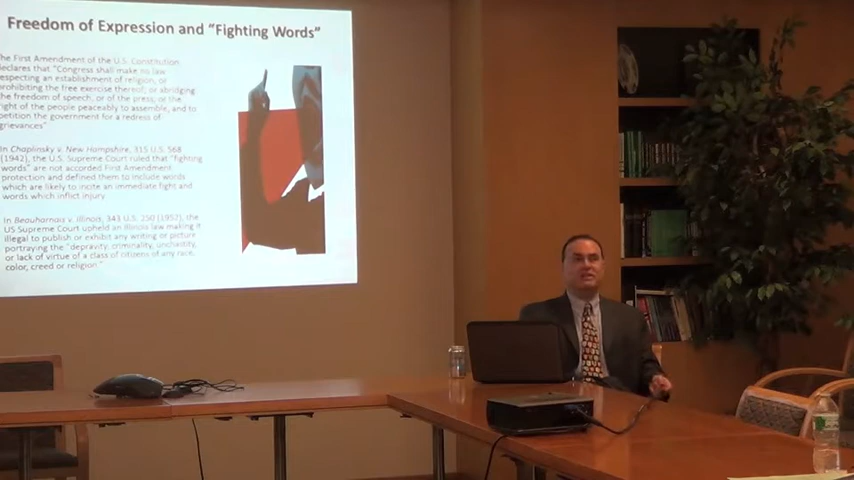 Freedom of Expression and "Fighting Words"
The First Amendment of the U.S. Constitution
declares that "Congress shall make no law
respecting an establishment of religion, or
prohibiting the free exercise thereof; or abridging
the freedom of speech, or of the press; or the
right of the people peaceably to assemble, and to
petition the government for a redress of
grievances"
In Chaplinsky v. New Hampshire, 315 U.S. 568
(1942), the U.S. Supreme Court ruled that "fighting
words" are not accorded First Amendment
protection and defined them to include words
which are likely to incite an immediate fight and
words which inflict injury
In Beauharnais v. Illinois, 343 U.S. 250 (1952), the
US Supreme Court upheld an Illinois law making it
illegal to publish or exhibit any writing or picture
portraying the "depravity, criminality, unchastity,
or lack of virtue of a class of citizens of any race,
color, creed or religion."